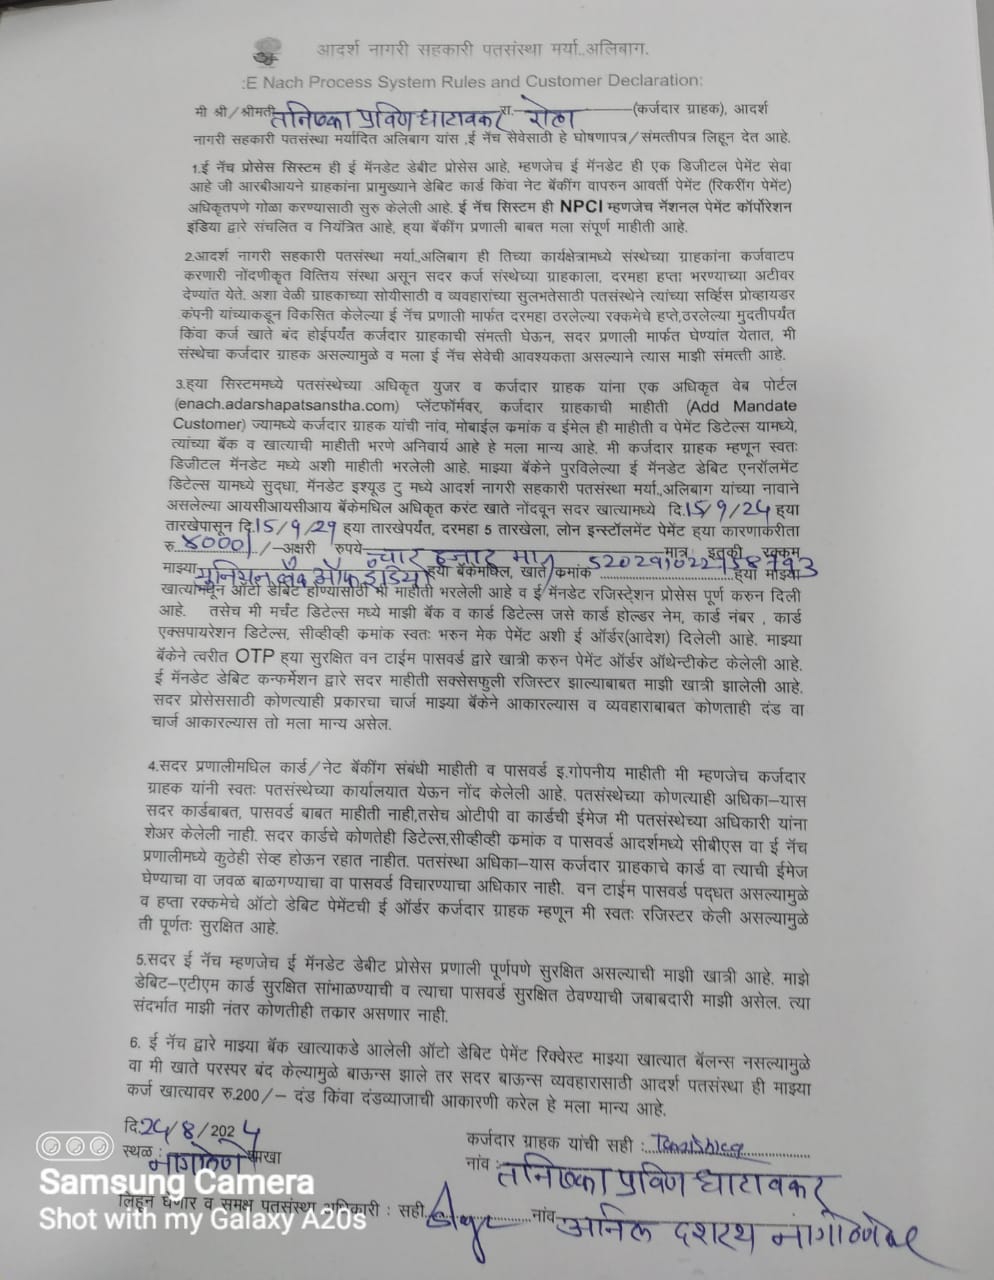 आदर्श नागरी सहकारी पतसंस्था मर्या.,अलिबाग.
:E Nach Process System Rules and Customer Declaration:
मी श्री/श्रीमती तनिष्का प्रविण घाटावकर रा. रोहा (कर्जदार ग्राहक), आदर्श
नागरी सहकारी पतसंस्था मर्यादित अलिबाग यांस ,ई नॅच सेवेसाठी हे घोषणापत्र/संमत्तीपत्र लिहून देत आहे.
1.ई नॅच प्रोसेस सिस्टिम ही ई मॅनडेट डेबीट प्रोसेस आहे, म्हणजेच ई मॅनडेट ही एक डिजीटल पेमेंट सेवा
आहे जी आरबीआयने ग्राहकांना प्रामुख्याने डेबिट कार्ड किंवा नेट बॅकींग वापरुन आवर्ती पेमेंट (रिकरींग पेमेंट)
अधिकृतपणे गोळा करण्यासाठी सुरु केलेली आहे. ई नॅच सिस्टिम ही NPCI म्हणजेच नॅशनल पेमेंट कॉर्पोरेशन
इंडिया द्वारे संचलित व नियंत्रित आहे, हया बॅकींग प्रणाली बाबत मला संपूर्ण माहीती आहे.
2.आदर्श नागरी सहकारी पतसंस्था मर्या.,अलिबाग ही तिच्या कार्यक्षेत्रामध्ये संस्थेच्या ग्राहकांना कर्जवाटप
करणारी नोंदणीकृत वित्तिय संस्था असून सदर कर्ज संस्थेच्या ग्राहकाला, दरमहा हप्ता भरण्याच्या अटीवर
देण्यांत येते. अशा वेळी ग्राहकाच्या सोयीसाठी व व्यवहारांच्या सुलभतेसाठी पतसंस्थेने त्यांच्या सर्व्हिस प्रोव्हायडर
कंपनी यांच्याकडून विकसित केलेल्या ई नॅच प्रणाली मार्फत दरमहा ठरलेल्या रक्कमेचे हप्ते,ठरलेल्या मुदतीपर्यंत
किंवा कर्ज खाते बंद होईपर्यंत कर्जदार ग्राहकाची संमत्ती घेऊन, सदर प्रणाली मार्फत घेण्यांत येतात, मी
संस्थेचा कर्जदार ग्राहक असल्यामुळे व मला ई नॅच सेवेची आवश्यकता असल्याने त्यास माझी संमत्ती आहे.
3.हया सिस्टिममध्ये पतसंस्थेच्या अधिकृत युजर व कर्जदार ग्राहक यांना एक अधिकृत वेब पोर्टल
(enach.adarshapatsanstha.com) प्लेंटफॉर्मवर, कर्जदार ग्राहकाची माहीती (Add Mandate
Customer) ज्यामध्ये कर्जदार ग्राहक यांची नांव, मोबाईल क्रमांक व ईमेल ही माहीती व पेमेंट डिटेल्स यामध्ये,
त्यांच्या बॅक व खात्याची माहीती भरणे अनिवार्य आहे हे मला मान्य आहे. मी कर्जदार ग्राहक म्हणून स्वतः
डिजीटल मॅनडेट मध्ये अशी माहीती भरलेली आहे. माझ्या बॅकेने पुरविलेल्या ई मॅनडेट डेबिट एनरॉलमेंट
डिटेल्स यामध्ये सुद्धा, मॅनडेट इश्यूड टु मध्ये आदर्श नागरी सहकारी पतसंस्था मर्या.,अलिबाग यांच्या नावाने
असलेल्या आयसीआयसीआय बॅकेमधिल अधिकृत करंट खाते नोंदवून सदर खात्यामध्ये दि.15/9/24 हया
तारखेपासून दि.15/9/29 हया तारखेपर्यंत, दरमहा 5 तारखेला, लोन इन्स्टॉलमेंट पेमेंट हया कारणाकरीता
रु. 4000/ /-अक्षरी रुपये चार हजार मात्र मात्र इतकी रक्कम
माझ्या युनियन बँक ऑफ इंडिया हया बॅकेमधिल, खाते क्रमांक 520291022758793 हया माझ्या
खात्यामधून ऑटो डेबिट होण्यासाठी मी माहीती भरलेली आहे व ई मॅनडेट रजिस्ट्रेशन प्रोसेस पूर्ण करुन दिली
आहे. तसेच मी मर्चंट डिटेल्स मध्ये माझी बॅक व कार्ड डिटेल्स जसे कार्ड होल्डर नेम, कार्ड नंबर , कार्ड
एक्सपायरेशन डिटेल्स, सीव्हीव्ही क्रमांक स्वतः भरुन मेक पेमेंट अशी ई ऑर्डर(आदेश) दिलेली आहे. माझ्या
बॅकेने त्वरीत OTP हया सुरक्षित वन टाईम पासवर्ड द्वारे खात्री करुन पेमेंट ऑर्डर ऑथेन्टीकेट केलेली आहे.
ई मॅनडेट डेबिट कन्फर्मेशन द्वारे सदर माहीती सक्सेसफुली रजिस्टर झाल्याबाबत माझी खात्री झालेली आहे.
सदर प्रोसेससाठी कोणत्याही प्रकारचा चार्ज माझ्या बॅकेने आकारल्यास व व्यवहाराबाबत कोणताही दंड वा
चार्ज आकारल्यास तो मला मान्य असेल.
4.सदर प्रणालीमधिल कार्ड/नेट बॅकींग संबंधी माहीती व पासवर्ड इ.गोपनीय माहीती मी म्हणजेच कर्जदार
ग्राहक यांनी स्वतः पतसंस्थेच्या कार्यालयात येऊन नोंद केलेली आहे. पतसंस्थेच्या कोणत्याही अधिका-यास
सदर कार्डबाबत, पासवर्ड बाबत माहीती नाही,तसेच ओटीपी वा कार्डची ईमेज मी पतसंस्थेच्या अधिकारी यांना
शेअर केलेली नाही. सदर कार्डचे कोणतेही डिटेल्स,सीव्हीव्ही क्रमांक व पासवर्ड आदर्शमध्ये सीबीएस वा ई नॅच
प्रणालीमध्ये कुठेही सेव्ह होऊन रहात नाहीत. पतसंस्था अधिका-यास कर्जदार ग्राहकाचे कार्ड वा त्याची ईमेज
घेण्याचा वा जवळ बाळगण्याचा वा पासवर्ड विचारण्याचा अधिकार नाही. वन टाईम पासवर्ड पद्धत असल्यामुळे
व हप्ता रक्कमेचे ऑटो डेबिट पेमेंटची ई ऑर्डर कर्जदार ग्राहक म्हणून मी स्वतः रजिस्टर केली असल्यामुळे
ती पूर्णतः सुरक्षित आहे.
5.सदर ई नॅच म्हणजेच ई मॅनडेट डेबीट प्रोसेस प्रणाली पूर्णपणे सुरक्षित असल्याची माझी खात्री आहे. माझे
डेबिट-एटीएम कार्ड सुरक्षित सांभाळण्याची व त्याचा पासवर्ड सुरक्षित ठेवण्याची जबाबदारी माझी असेल. त्या
संदर्भात माझी नंतर कोणतीही तक्रार असणार नाही.
6. ई नॅच द्वारे माझ्या बॅक खात्याकडे आलेली ऑटो डेबिट पेमेंट रिक्वेस्ट माझ्या खात्यात बॅलन्स नसल्यामुळे
वा मी खाते परस्पर बंद केल्यामुळे बाऊन्स झाले तर सदर बाऊन्स व्यवहारासाठी आदर्श पतसंस्था ही माझ्या
कर्ज खात्यावर रु.200/- दंड किंवा दंडव्याजाची आकारणी करेल हे मला मान्य आहे.
दि.24/8/2024
कर्जदार ग्राहक यांची सही : Tanishka
स्थळ : नागोठणे शाखा
नांव : तनिष्का प्रविण घाटावकर
लिहून घेणार व समक्ष पतसंस्था अधिकारी : सही नांव अनिल दशरथ नागोठणेकर
Samsung Camera
Shot with my Galaxy A20s